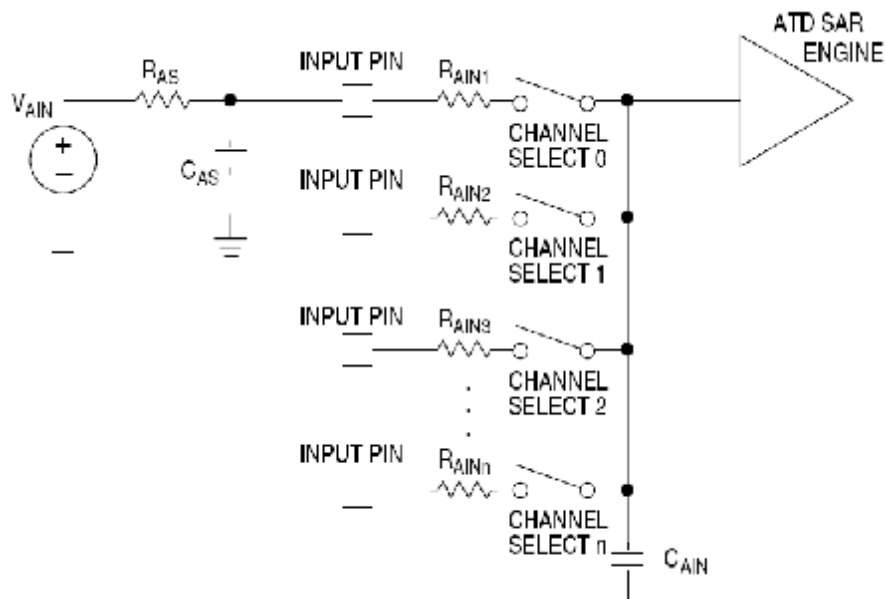 ATD SAR
ENGINE
INPUT PIN
RAS
RAIN1
VAIN
+
–
CHANNEL
SELECT 0
CAS
INPUT PIN
RAIN2
CHANNEL
SELECT 1
INPUT PIN
RAIN3
CHANNEL
SELECT 2
INPUT PIN
RAINn
CHANNEL
SELECT n
CAIN